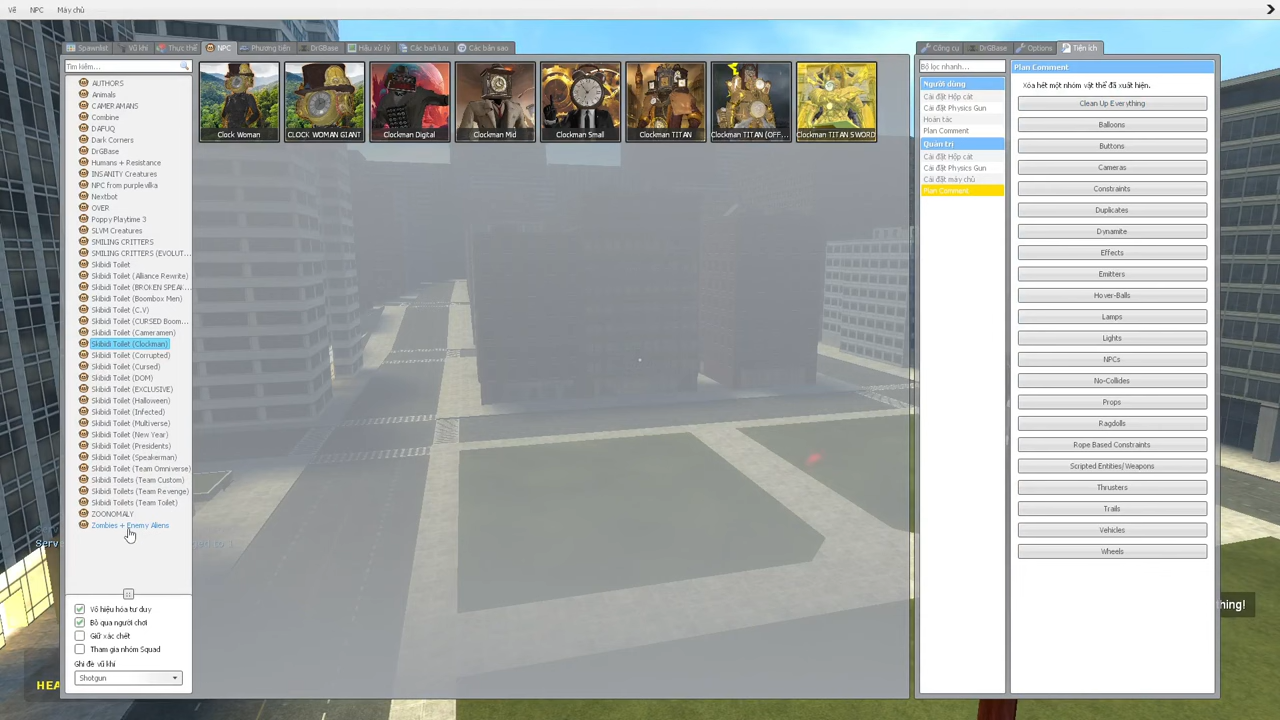 Vẽ NPC Máy chủ
Spawnlist Vũ khí Thực thể NPC Phương tiện DrGBase Hậu xử lý Các bản lưu Các bản sao
Công cụ DrGBase Options Tiện ích
Tìm kiếm...
AUTHORS
Animals
CAMERAMANS
Combine
DAFUQ
Dark Corners
DrGBase
Humans + Resistance
INSANITY Creatures
NPC from purplevilka
Nextbot
OVER
Poppy Playtime 3
SLVM Creatures
SMILING CRITTERS
SMILING CRITTERS (EVOLUT...
Skibidi Toilet
Skibidi Toilet (Alliance Rewrite)
Skibidi Toilet (BROKEN SPEAK...
Skibidi Toilet (Boombox Men)
Skibidi Toilet (C.V)
Skibidi Toilet (CURSED Boom...
Skibidi Toilet (Cameramen)
Skibidi Toilet (Clockman)
Skibidi Toilet (Corrupted)
Skibidi Toilet (Cursed)
Skibidi Toilet (DOM)
Skibidi Toilet (EXCLUSIVE)
Skibidi Toilet (Halloween)
Skibidi Toilet (Infected)
Skibidi Toilet (Multiverse)
Skibidi Toilet (New Year)
Skibidi Toilet (Presidents)
Skibidi Toilet (Speakerman)
Skibidi Toilet (Team Omniverse)
Skibidi Toilets (Team Custom)
Skibidi Toilets (Team Revenge)
Skibidi Toilets (Team Toilet)
ZOONOMALY
Zombies + Enemy Aliens
Vô hiệu hóa tư duy
Bỏ qua người chơi
Giữ xác chết
Tham gia nhóm Squad
Ghi đè vũ khí
Shotgun
Clock Woman
CLOCK WOMAN GIANT
Clockman Digital
Clockman Mid
Clockman Small
Clockman TITAN
Clockman TITAN (OFF...
Clockman TITAN SWORD
Bộ lọc nhanh...
Người dùng
Cài đặt Hộp cát
Cài đặt Physics Gun
Hoàn tác
Plan Comment
Quản trị
Cài đặt Hộp cát
Cài đặt Physics Gun
Cài đặt máy chủ
Plan Comment
Plan Comment
Xóa hết một nhóm vật thể đã xuất hiện.
Clean Up Everything
Balloons
Buttons
Cameras
Constraints
Duplicates
Dynamite
Effects
Emitters
Hover-Balls
Lamps
Lights
NPCs
No-Collides
Props
Ragdolls
Rope Based Constraints
Scripted Entities/Weapons
Thrusters
Trails
Vehicles
Wheels
thing!
HEA